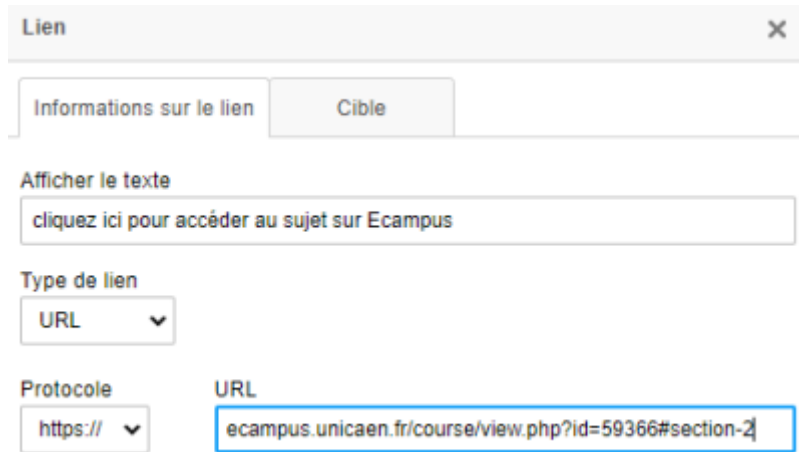 Lien
Informations sur le lien Cible
Afficher le texte
cliquez ici pour accéder au sujet sur Ecampus
Type de lien
URL
Protocole URL
https:// ecampus.unicaen.fr/course/view.php?id=59366#section-2